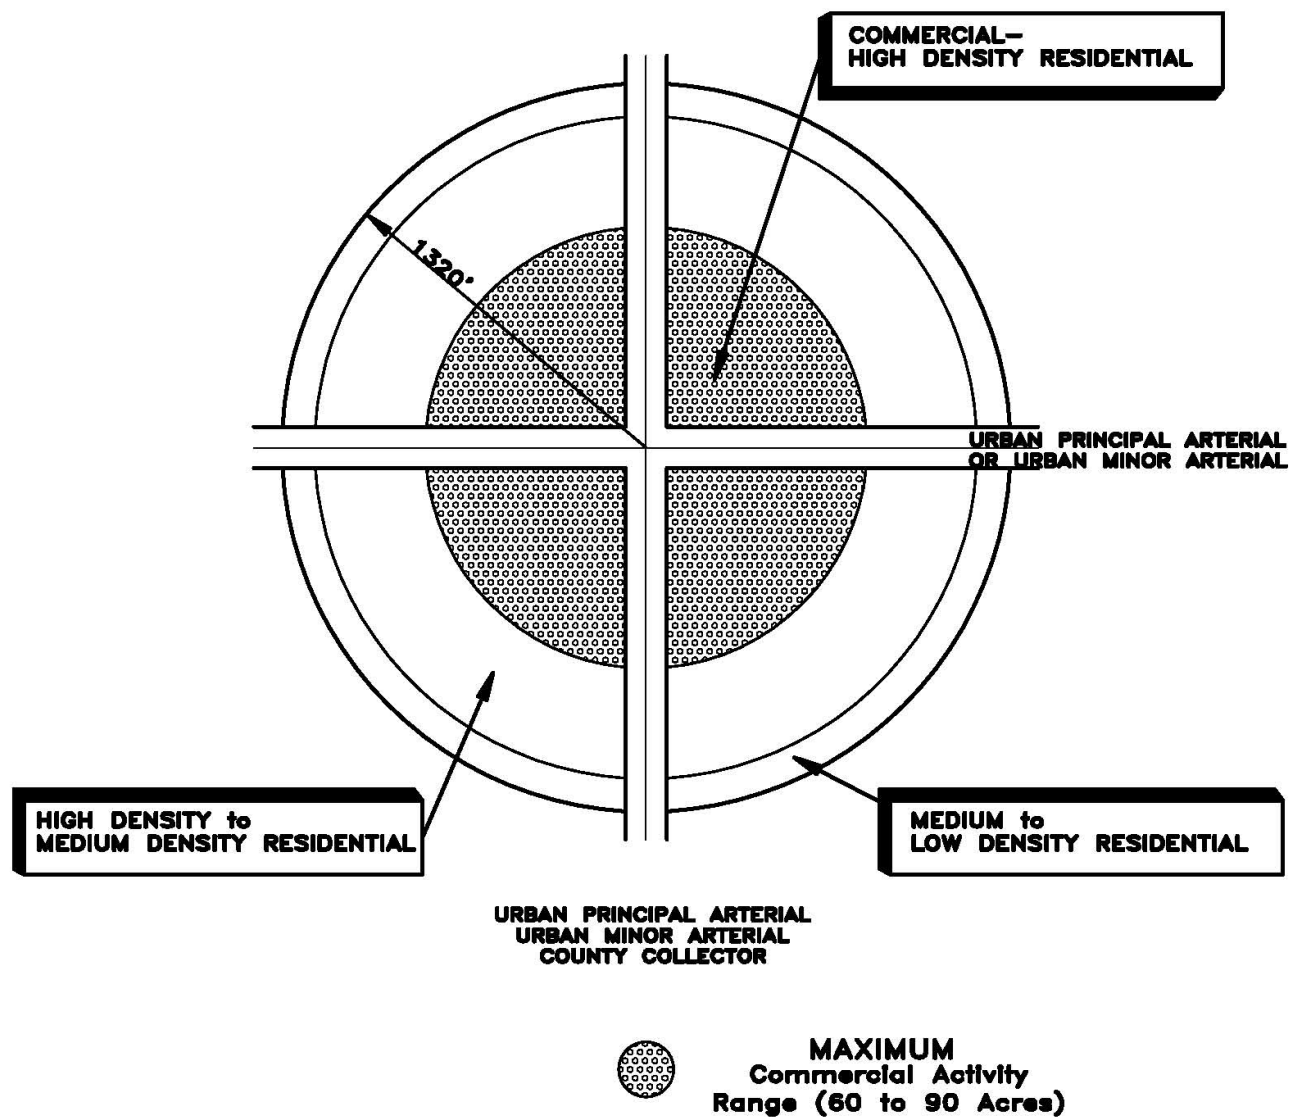 COMMERCIAL-
HIGH DENSITY RESIDENTIAL
1320'
URBAN PRINCIPAL ARTERIAL
OR URBAN MINOR ARTERIAL
HIGH DENSITY to
MEDIUM DENSITY RESIDENTIAL
MEDIUM to
LOW DENSITY RESIDENTIAL
URBAN PRINCIPAL ARTERIAL
URBAN MINOR ARTERIAL
COUNTY COLLECTOR
MAXIMUM
Commercial Activity
Range (60 to 90 Acres)